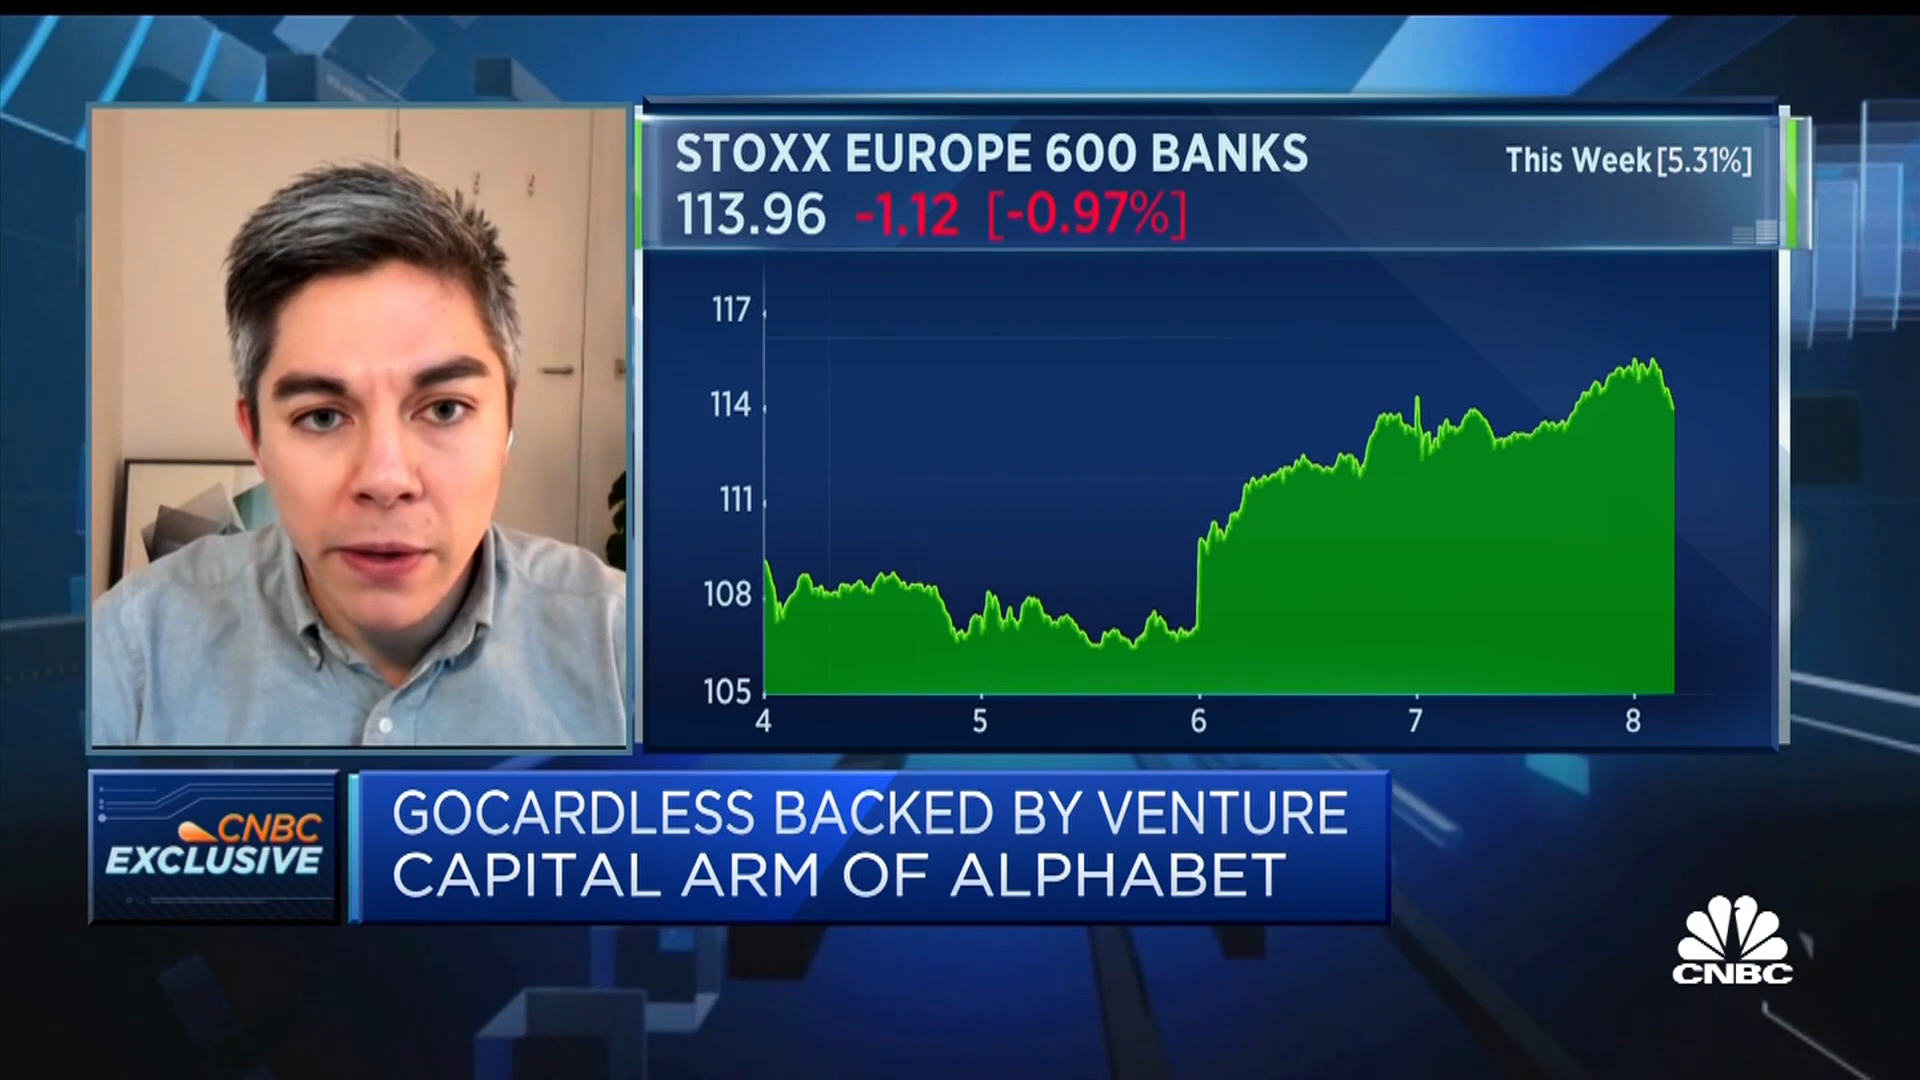 STOXX EUROPE 600 BANKS
This Week [5.31%]
113.96 -1.12 [-0.97%]
117
114
111
108
105
4 5 6 7 8
CNBC
EXCLUSIVE
GOCARDLESS BACKED BY VENTURE
CAPITAL ARM OF ALPHABET
CNBC